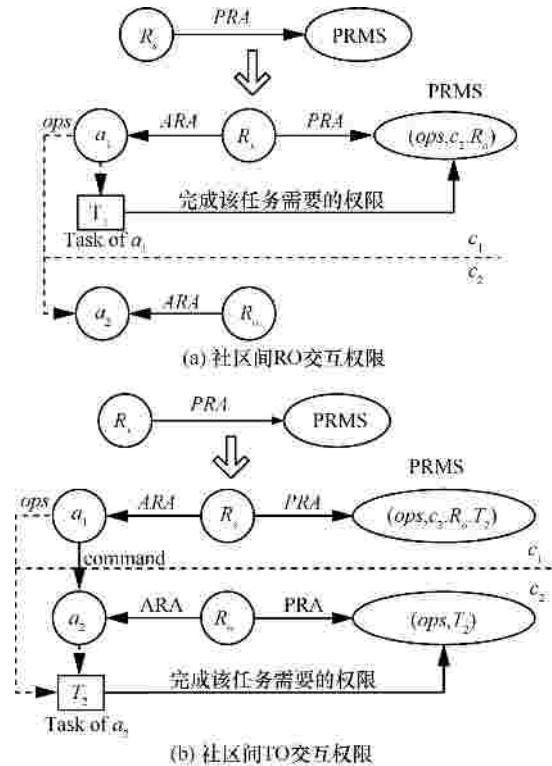 PRA
Rs PRMS
PRMS
ops a1 ARA Rs PRA (ops,c2.Ro)
T1 完成该任务需要的权限
Task of a1
c1
c2
a2 ARA Ro
(a) 社区间RO交互权限
PRA
Rs PRMS
PRMS
ops a1 ARA Rs PRA (ops,c2.Ro.T2)
command
c1
c2
a2 ARA Ro PRA (ops,T2)
T2 完成该任务需要的权限
Task of a2
(b) 社区间TO交互权限